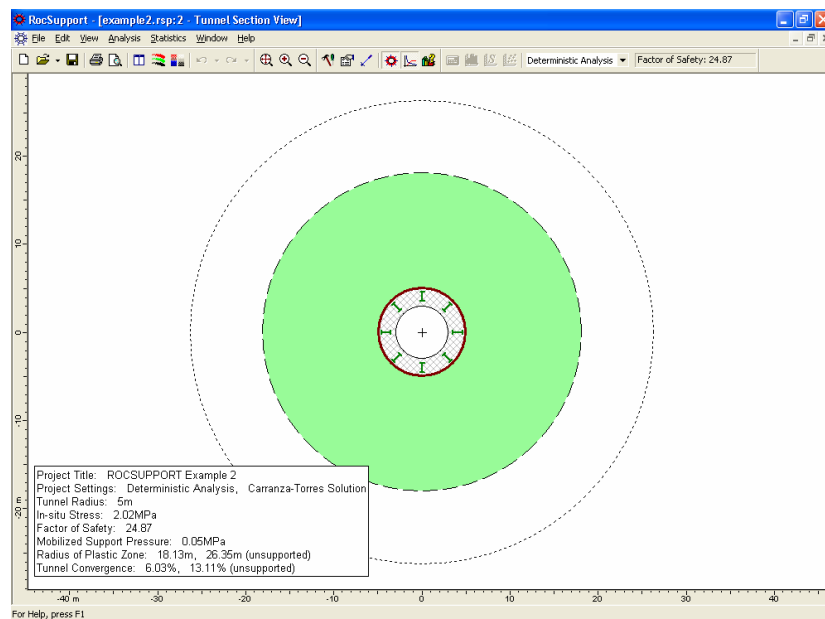 RocSupport - [example2.rsp:2 - Tunnel Section View]
File Edit View Analysis Statistics Window Help
Deterministic Analysis Factor of Safety: 24.87
20
10
0
-10
-20
m
Project Title: ROCSUPPORT Example 2
Project Settings: Deterministic Analysis, Carranza-Torres Solution
Tunnel Radius: 5m
In-situ Stress: 2.02MPa
Factor of Safety: 24.87
Mobilized Support Pressure: 0.05MPa
Radius of Plastic Zone: 18.13m, 26.35m (unsupported)
Tunnel Convergence: 6.03%, 13.11% (unsupported)
-40 m -30 -20 -10 0 10 20 30 40
For Help, press F1